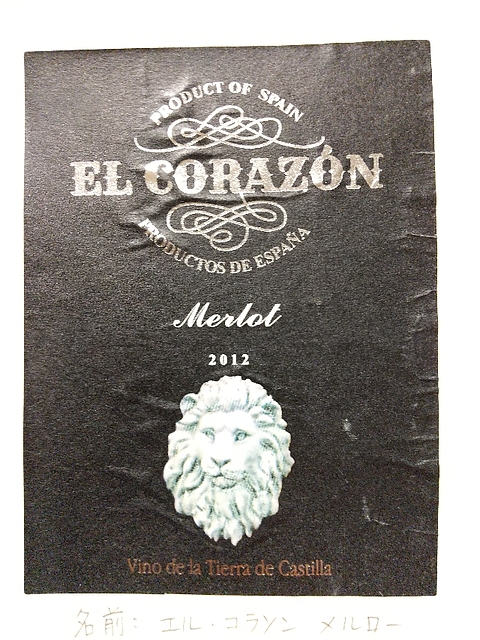 PRODUCT OF SPAIN
EL CORAZÓN
PRODUCTOS DE ESPAÑA
Merlot
2012
Vino de la Tierra de Castilla
名前: エル・コラソン メルロー